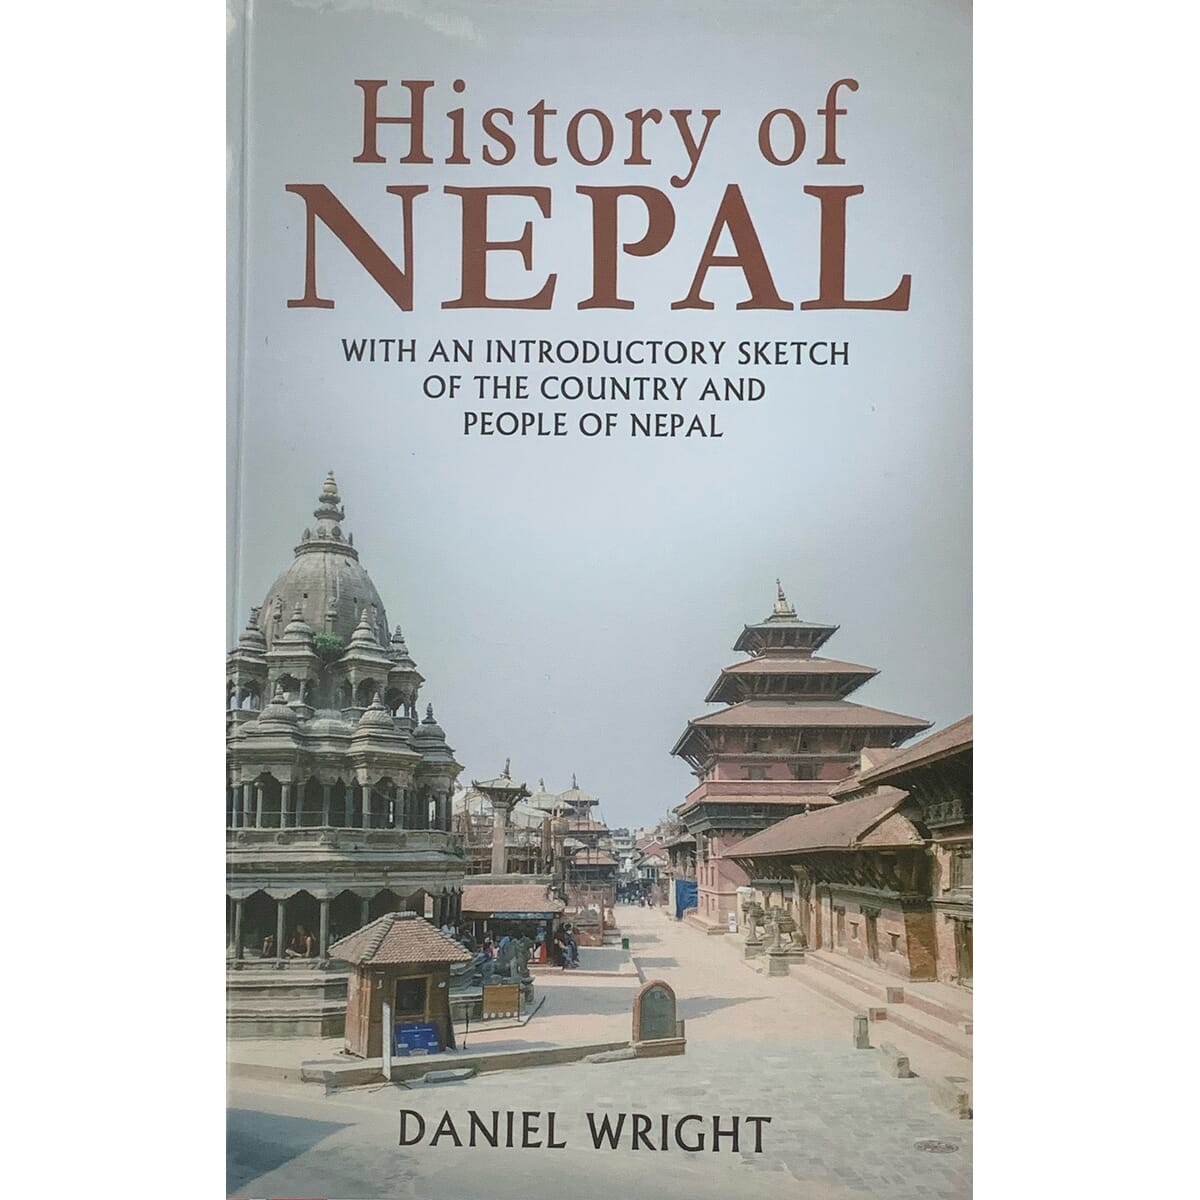 History of
NEPAL
WITH AN INTRODUCTORY SKETCH
OF THE COUNTRY AND
PEOPLE OF NEPAL
DANIEL WRIGHT